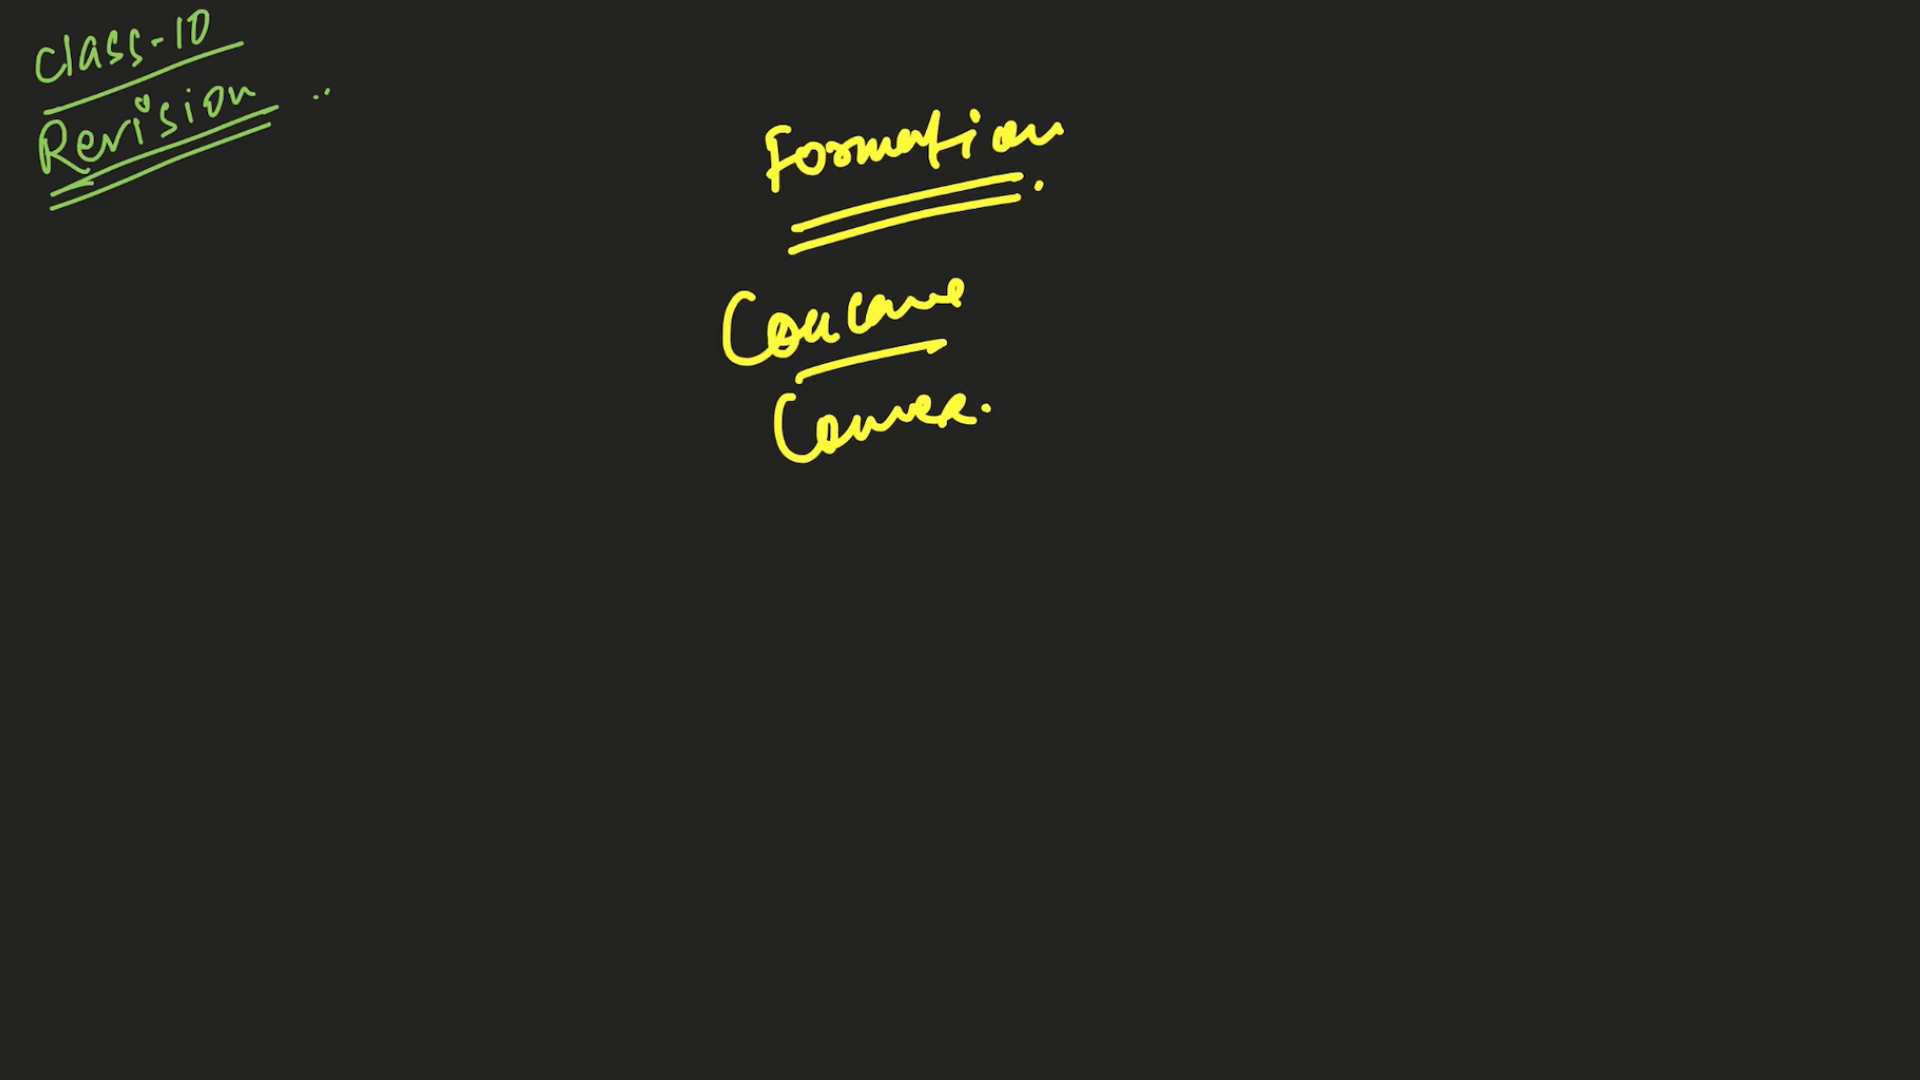 Class-10
Revision ..
Formation.
Concave
Convex.